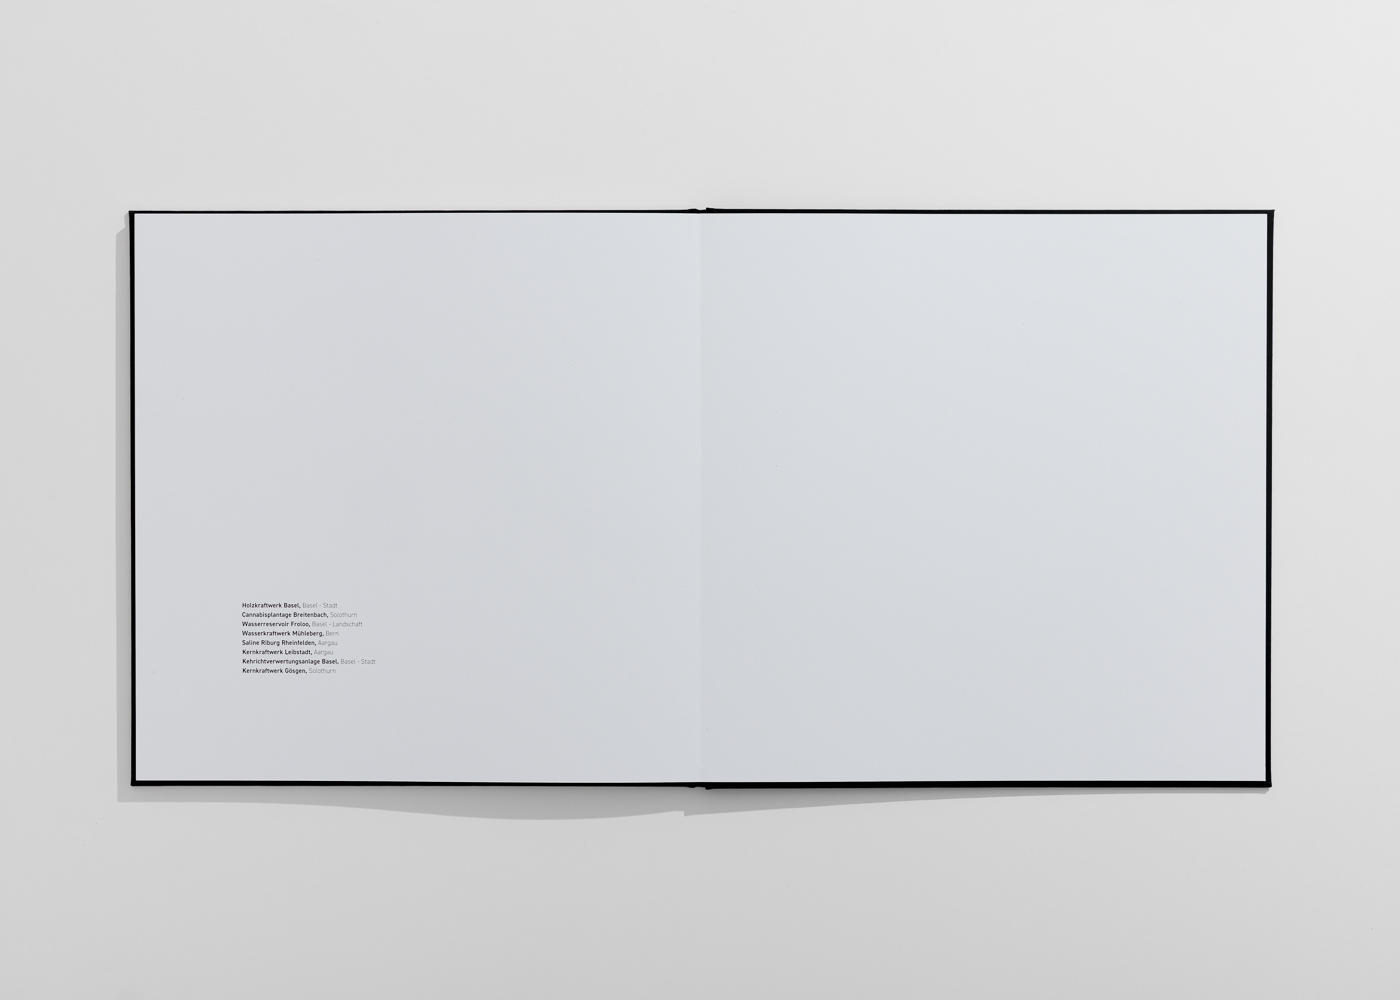 Holzkraftwerk Basel, Basel - Stadt
Cannabisplantage Breitenbach, Solothurn
Wasserreservoir Froloo, Basel - Landschaft
Wasserkraftwerk Mühleberg, Bern
Saline Riburg Rheinfelden, Aargau
Kernkraftwerk Leibstadt, Aargau
Kehrichtverwertungsanlage Basel, Basel - Stadt
Kernkraftwerk Gösgen, Solothurn